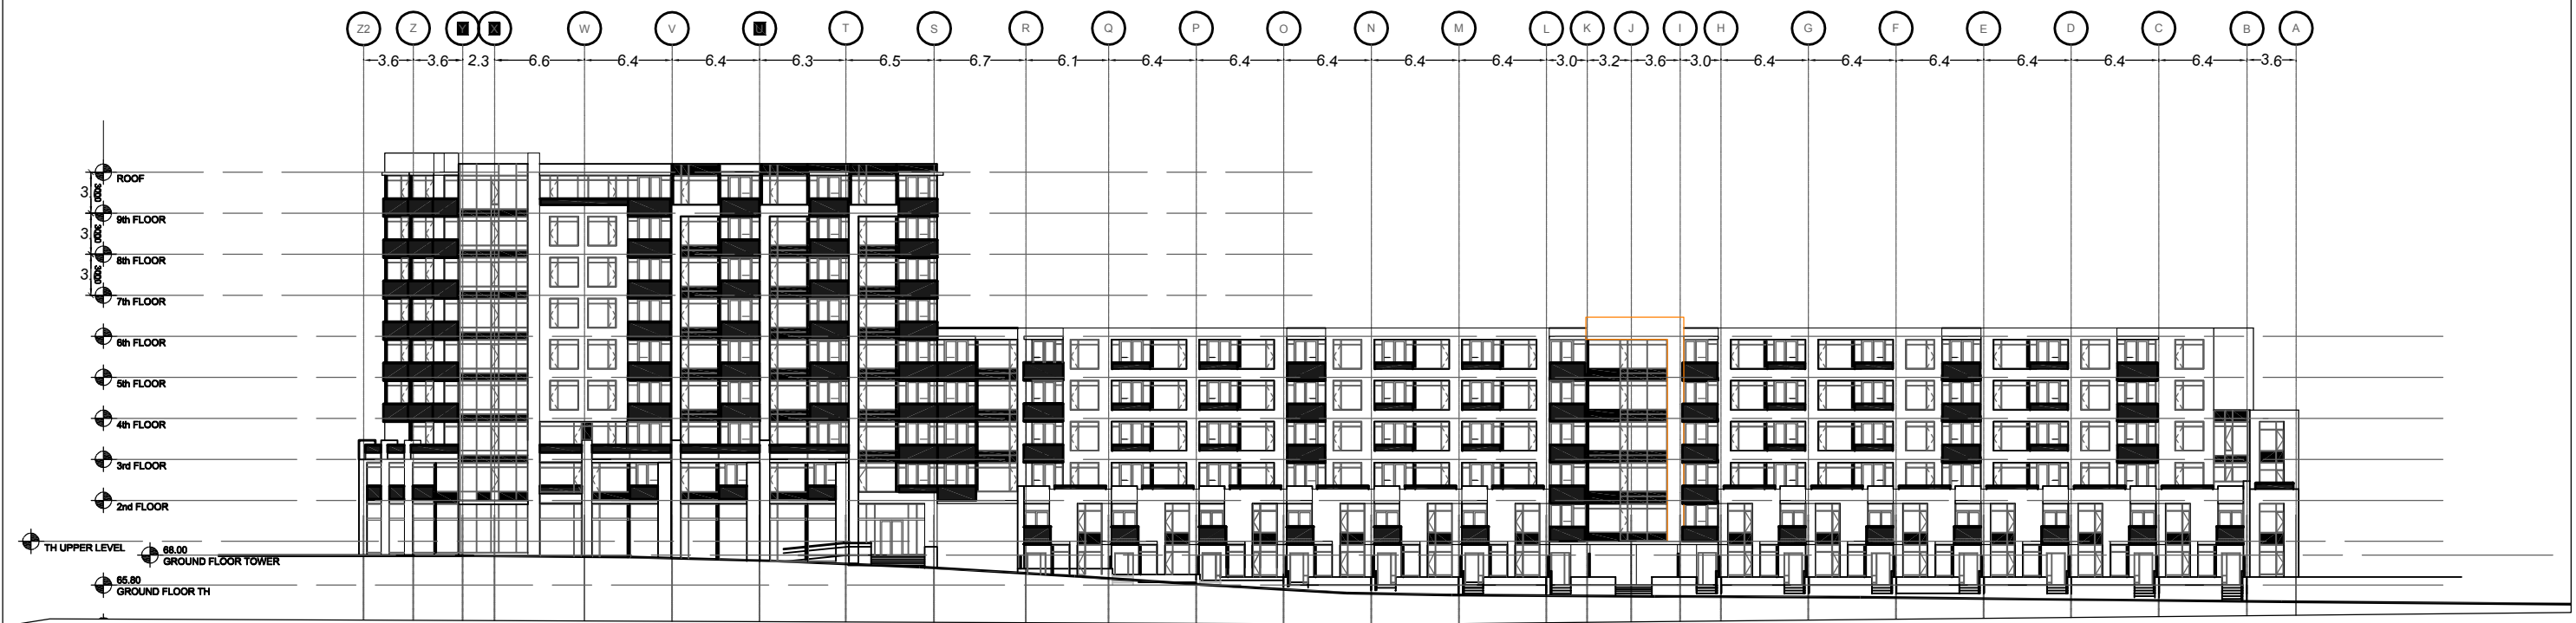 Z2 Z Y X W V U T S R Q P O N M L K J I H G F E D C B A
3.6 3.6 2.3 6.6 6.4 6.4 6.3 6.5 6.7 6.1 6.4 6.4 6.4 6.4 6.4 3.0 3.2 3.6 3.0 6.4 6.4 6.4 6.4 6.4 6.4 3.6
ROOF
9th FLOOR
8th FLOOR
7th FLOOR
6th FLOOR
5th FLOOR
4th FLOOR
3rd FLOOR
2nd FLOOR
TH UPPER LEVEL
68.00
GROUND FLOOR TOWER
65.80
GROUND FLOOR TH